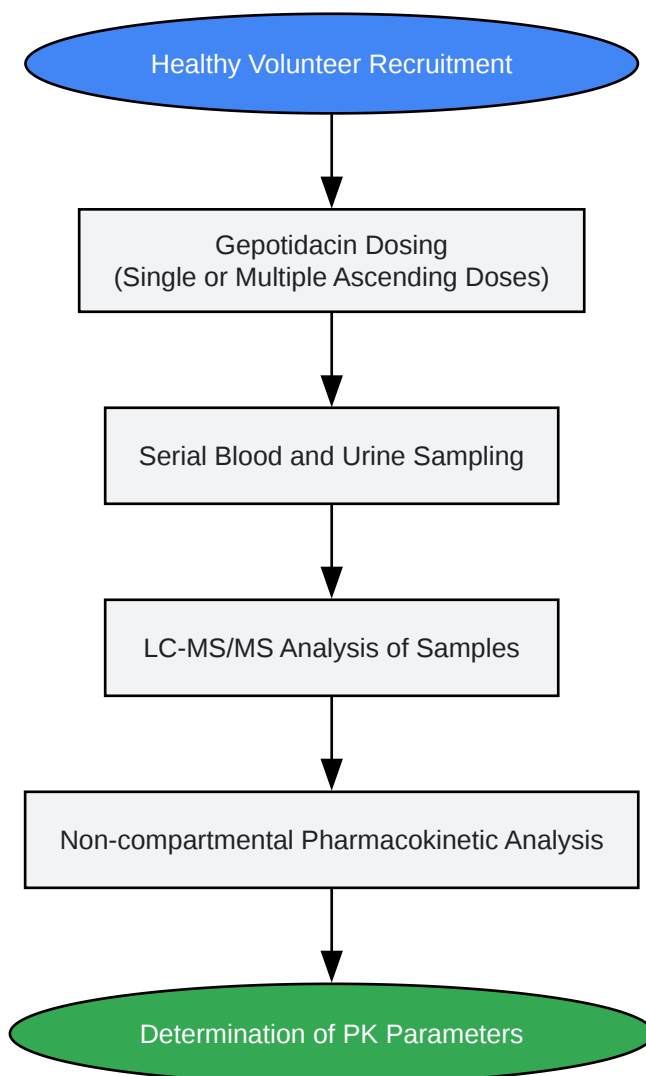 Healthy Volunteer Recruitment
Gepotidacin Dosing
(Single or Multiple Ascending Doses)
Serial Blood and Urine Sampling
LC-MS/MS Analysis of Samples
Non-compartmental Pharmacokinetic Analysis
Determination of PK Parameters